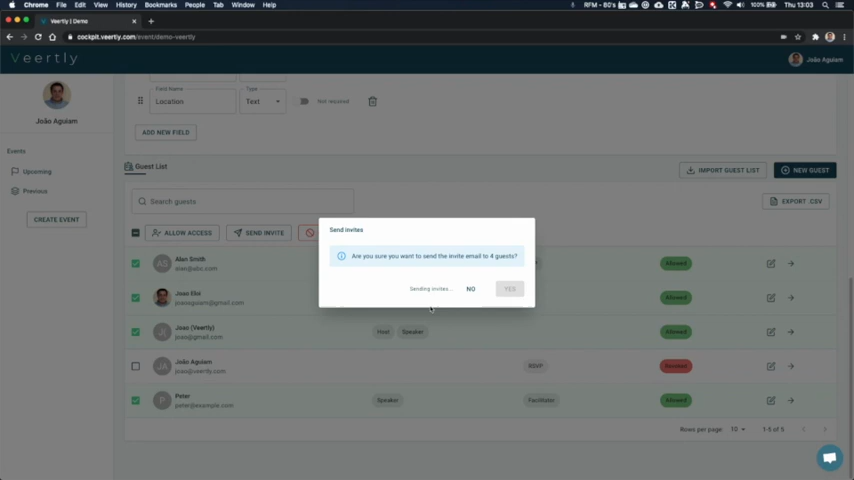 Chrome File Edit View History Bookmarks People Tab Window Help
RFM - 80's
100%
Thu 13:03
Veertly | Demo
cockpit.veertly.com/event/demo-veertly
Veertly
João Aguiam
João Aguiam
Events
Upcoming
Previous
CREATE EVENT
Field Name
Location
Type
Text
Not required
ADD NEW FIELD
Guest List
IMPORT GUEST LIST
NEW GUEST
Search guests
EXPORT CSV
ALLOW ACCESS
SEND INVITE
Send invites
Are you sure you want to send the invite email to 4 guests?
Sending invites...
NO
YES
AS
Alan Smith
alan@abc.com
Allowed
Joao Eloi
joaoaguiam@gmail.com
Allowed
J(
Joao (Veertly)
joao@gmail.com
Host
Speaker
Allowed
JA
João Aguiam
joao@veertly.com
RSVP
Revoked
P
Peter
peter@example.com
Speaker
Facilitator
Allowed
Rows per page: 10
1-5 of 5